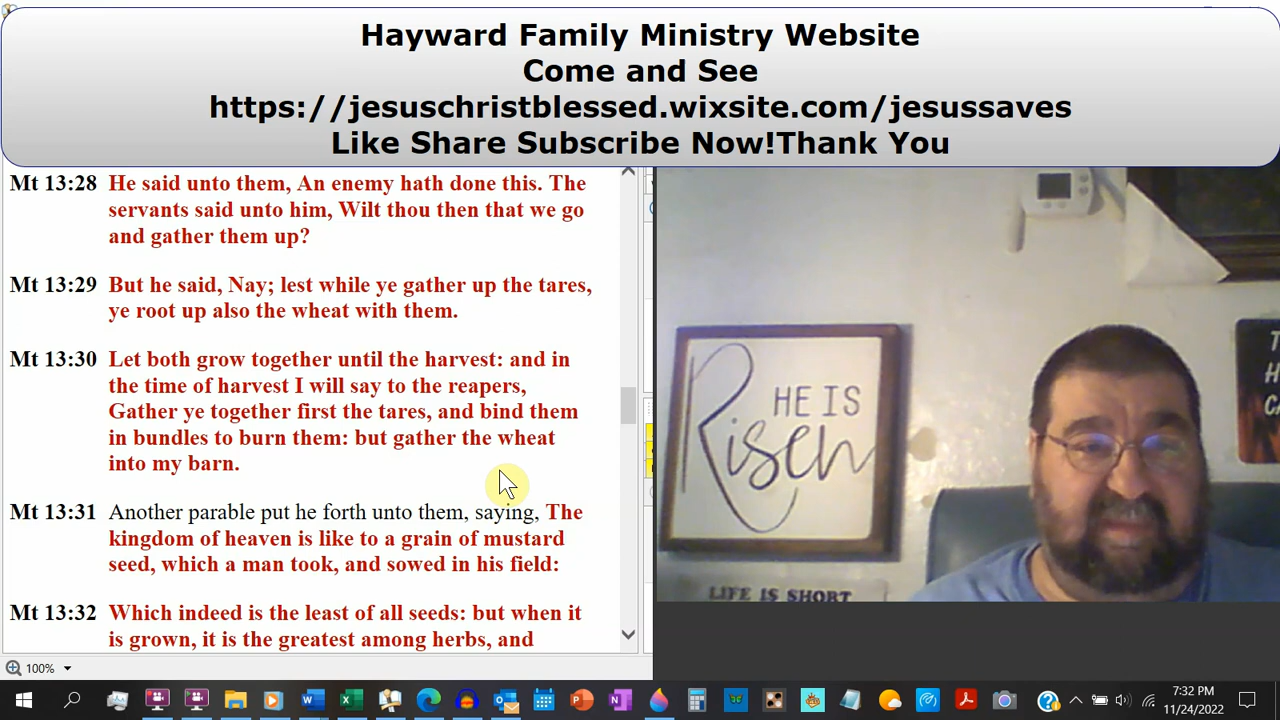 Hayward Family Ministry Website
Come and See
https://jesuschristblessed.wixsite.com/jesussaves
Like Share Subscribe Now!Thank You
Mt 13:28 He said unto them, An enemy hath done this. The
servants said unto him, Wilt thou then that we go
and gather them up?
Mt 13:29 But he said, Nay; lest while ye gather up the tares,
ye root up also the wheat with them.
Mt 13:30 Let both grow together until the harvest: and in
the time of harvest I will say to the reapers,
Gather ye together first the tares, and bind them
in bundles to burn them: but gather the wheat
into my barn.
Mt 13:31 Another parable put he forth unto them, saying, The
kingdom of heaven is like to a grain of mustard
seed, which a man took, and sowed in his field:
Mt 13:32 Which indeed is the least of all seeds: but when it
is grown, it is the greatest among herbs, and
100%
HE IS
Risen
LIFE IS SHORT
7:32 PM
11/24/2022